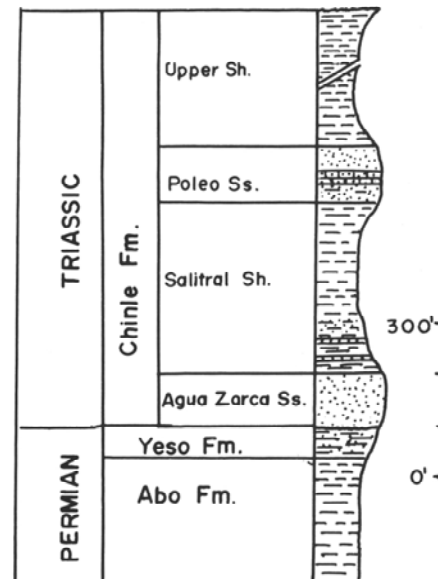 TRIASSIC
Chinle Fm.
Upper Sh.
Poleo Ss.
Salitral Sh.
300'
Agua Zarca Ss.
PERMIAN
Yeso Fm.
0'
Abo Fm.